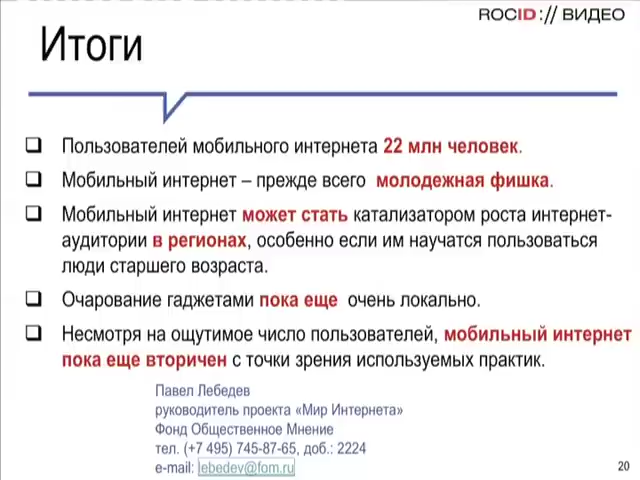 ROCID:// ВИДЕО
Итоги
❑ Пользователей мобильного интернета 22 млн человек.
❑ Мобильный интернет – прежде всего молодежная фишка.
❑ Мобильный интернет может стать катализатором роста интернет-
аудитории в регионах, особенно если им научатся пользоваться
люди старшего возраста.
❑ Очарование гаджетами пока еще очень локально.
❑ Несмотря на ощутимое число пользователей, мобильный интернет
пока еще вторичен с точки зрения используемых практик.
Павел Лебедев
руководитель проекта «Мир Интернета»
Фонд Общественное Мнение
тел. (+7 495) 745-87-65, доб.: 2224
e-mail: lebedev@fom.ru
20